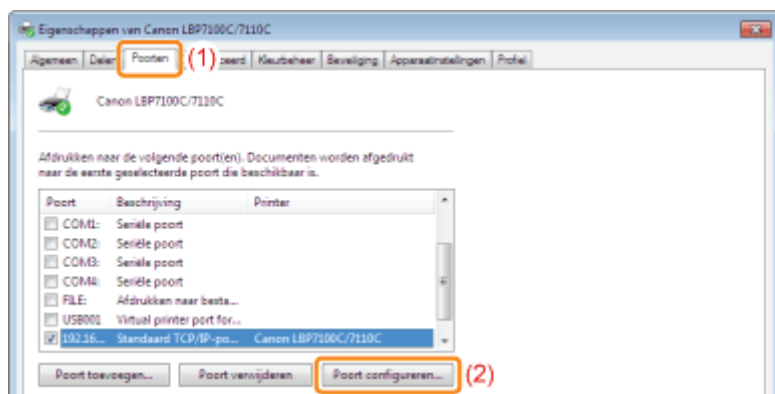 Eigenschappen van Canon LBP7100C/7110C
Algemeen Delen Poorten (1) Kleurbeheer Beveiliging Apparaatinstellingen Profiel
Canon LBP7100C/7110C
Afdrukken naar de volgende poort(en). Documenten worden afgedrukt
naar de eerste geselecteerde poort die beschikbaar is.
Poort Beschrijving Printer
COM1: Seriële poort
COM2: Seriële poort
COM3: Seriële poort
COM4: Seriële poort
FILE: Afdrukken naar besta...
USB001 Virtual printer port for...
192.16... Standaard TCP/IP-po... Canon LBP7100C/7110C
Poort toevoegen... Poort verwijderen Poort configureren... (2)